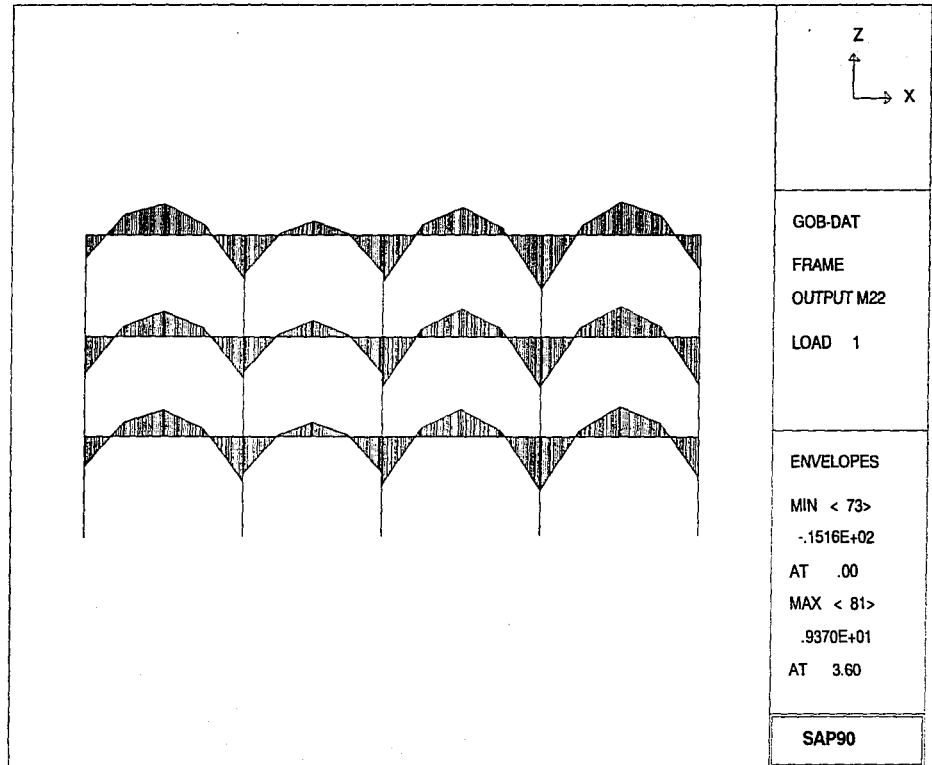 Z
X
GOB-DAT
FRAME
OUTPUT M22
LOAD 1
ENVELOPES
MIN < 73>
-.1516E+02
AT .00
MAX < 81>
.9370E+01
AT 3.60
SAP90